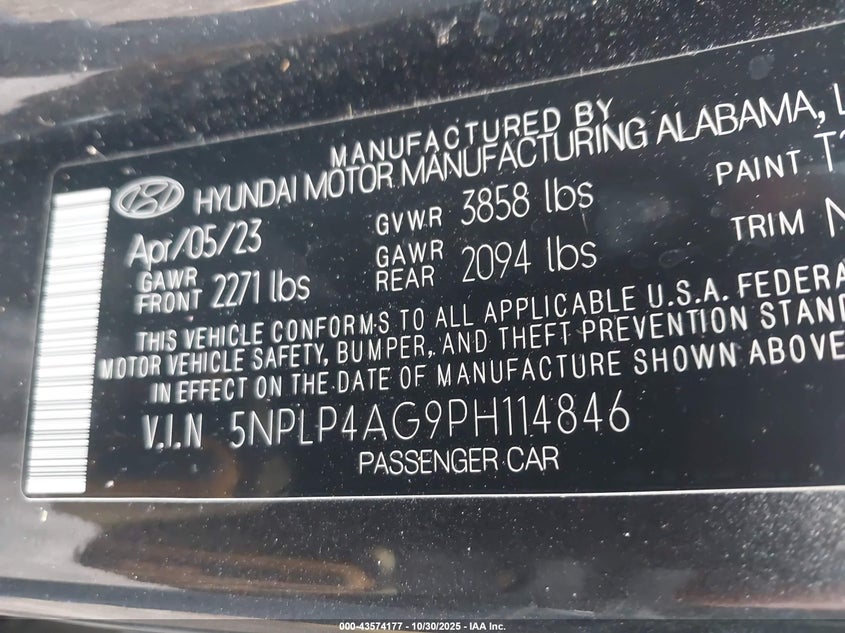 MANUFACTURED BY
HYUNDAI MOTOR MANUFACTURING ALABAMA,
Apr/05/23 GVWR 3858 lbs PAINT
GAWR FRONT 2271 lbs GAWR REAR 2094 lbs TRIM
THIS VEHICLE CONFORMS TO ALL APPLICABLE U.S.A. FEDERA
MOTOR VEHICLE SAFETY, BUMPER, AND THEFT PREVENTION STAND
IN EFFECT ON THE DATE OF MANUFACTURE SHOWN ABOVE
V.I.N 5NPLP4AG9PH114846
PASSENGER CAR
000-43574177 - 10/30/2025 - IAA Inc.